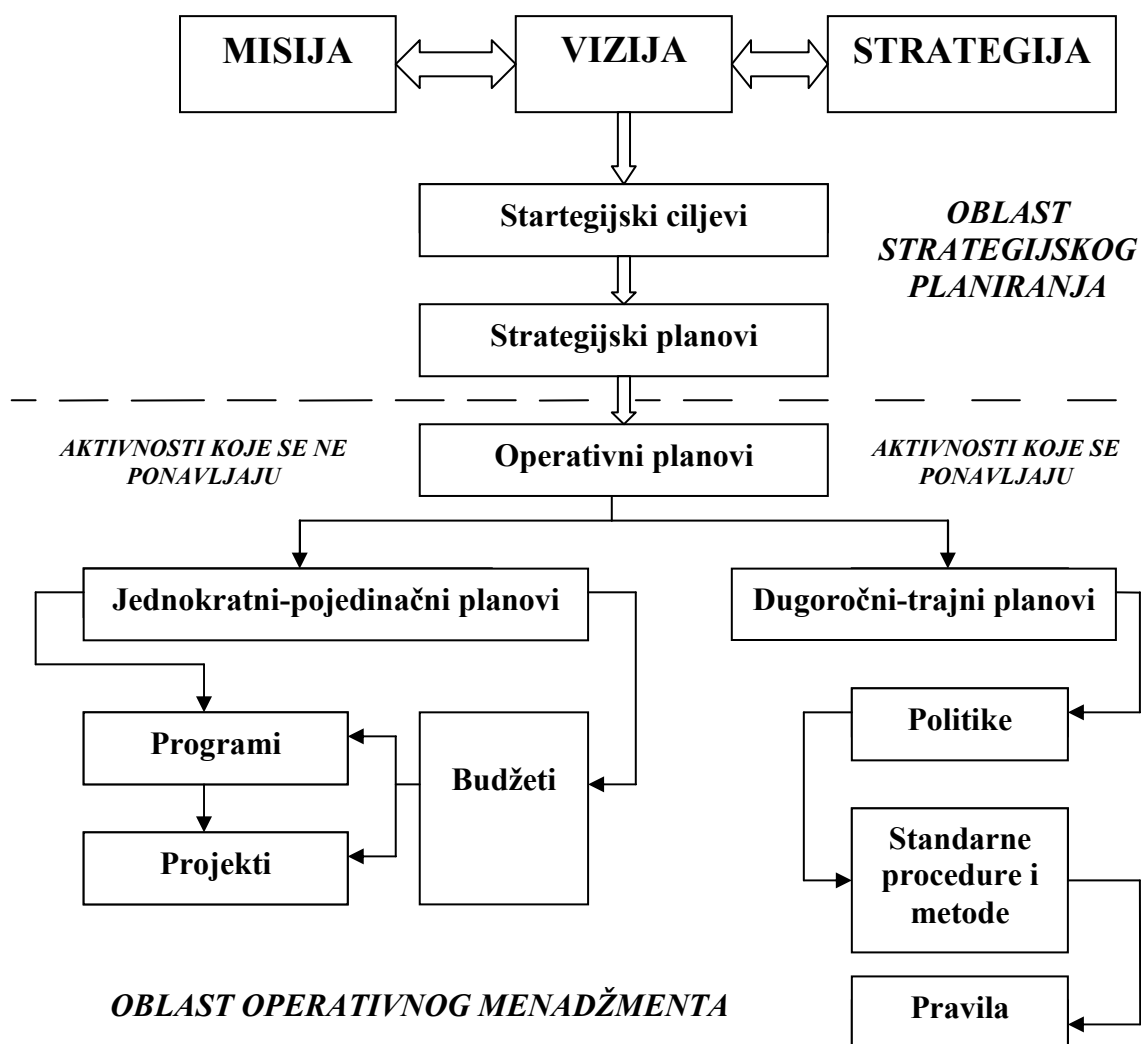 MISIJA
VIZIJA
STRATEGIJA
Startegijski ciljevi
OBLAST
STRATEGIJSKOG
PLANIRANJA
Strategijski planovi
AKTIVNOSTI KOJE SE NE
PONAVLJAJU
Operativni planovi
AKTIVNOSTI KOJE SE
PONAVLJAJU
Jednokratni-pojedinačni planovi
Dugoročni-trajni planovi
Programi
Budžeti
Politike
Projekti
Standarne
procedure i
metode
OBLAST OPERATIVNOG MENADŽMENTA
Pravila